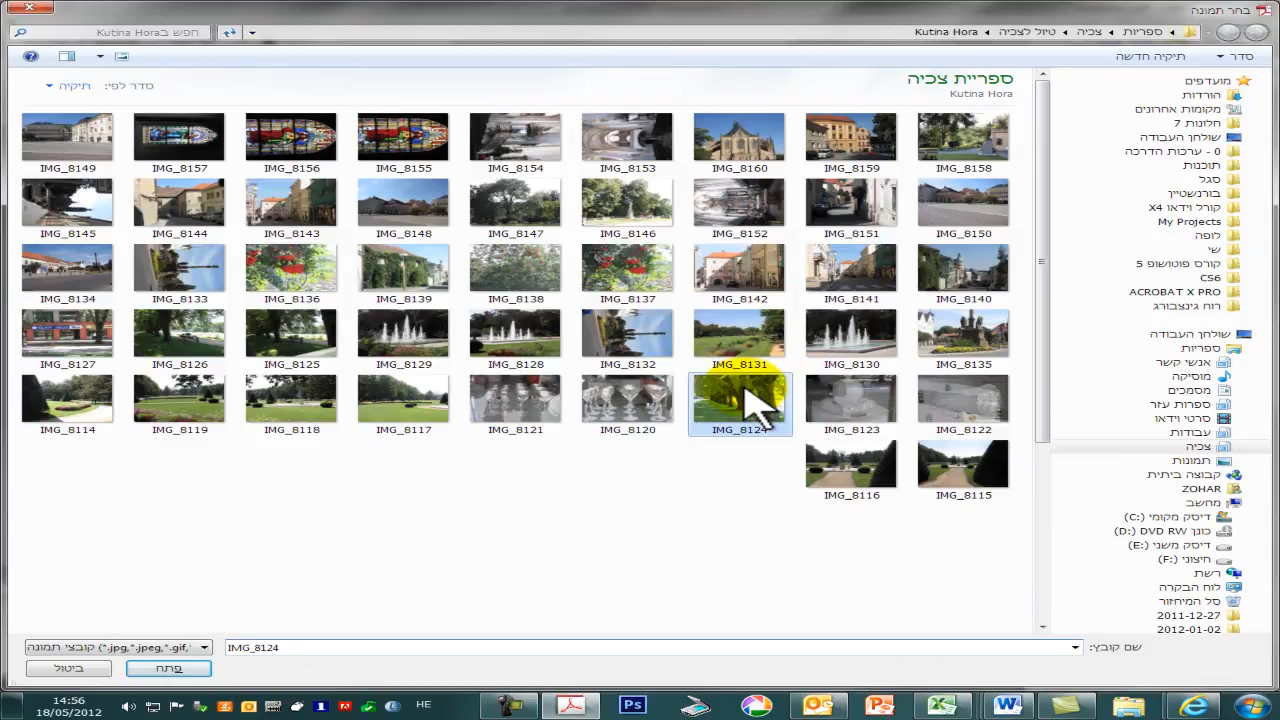 בחר תמונה
ספריות ◄ צכיה ◄ טיול לצכיה ◄ Kutina Hora
חפש בKutina Hora
סדר ▼ תיקיה חדשה
ספריית צכיה
Kutina Hora
סדר לפי: תיקיה ▼
IMG_8158
IMG_8159
IMG_8160
IMG_8153
IMG_8154
IMG_8155
IMG_8156
IMG_8157
IMG_8149
IMG_8150
IMG_8151
IMG_8152
IMG_8146
IMG_8147
IMG_8148
IMG_8143
IMG_8144
IMG_8145
IMG_8140
IMG_8141
IMG_8142
IMG_8137
IMG_8138
IMG_8139
IMG_8136
IMG_8133
IMG_8134
IMG_8135
IMG_8130
IMG_8131
IMG_8132
IMG_8128
IMG_8129
IMG_8125
IMG_8126
IMG_8127
IMG_8122
IMG_8123
IMG_8124
IMG_8120
IMG_8121
IMG_8117
IMG_8118
IMG_8119
IMG_8114
IMG_8115
IMG_8116
מועדפים
הורדות
מקומות אחרונים
חלונות 7
שולחן העבודה
0 - ערכות הדרכה
תוכנות
סגל
בורנשטיין
קורל וידאו X4
My Projects
לופה
שי
קורס פוטושופ 5
CS6
ACROBAT X PRO
רוח גינצבורג
שולחן העבודה
ספריות
אנשי קשר
מוסיקה
מסמכים
ספרות עזר
סרטי וידאו
עבודות
צכיה
תמונות
קבוצה ביתית
ZOHAR
מחשב
דיסק מקומי (C:)
כונן DVD RW (D:)
דיסק משני (E:)
חיצוני (F:)
רשת
לוח הבקרה
סל המיחזור
2011-12-27
2012-01-02
שם קובץ: IMG_8124
קובצי תמונה (*.jpg,*.jpeg,*.gif,
פתח
ביטול
HE
14:56
18/05/2012